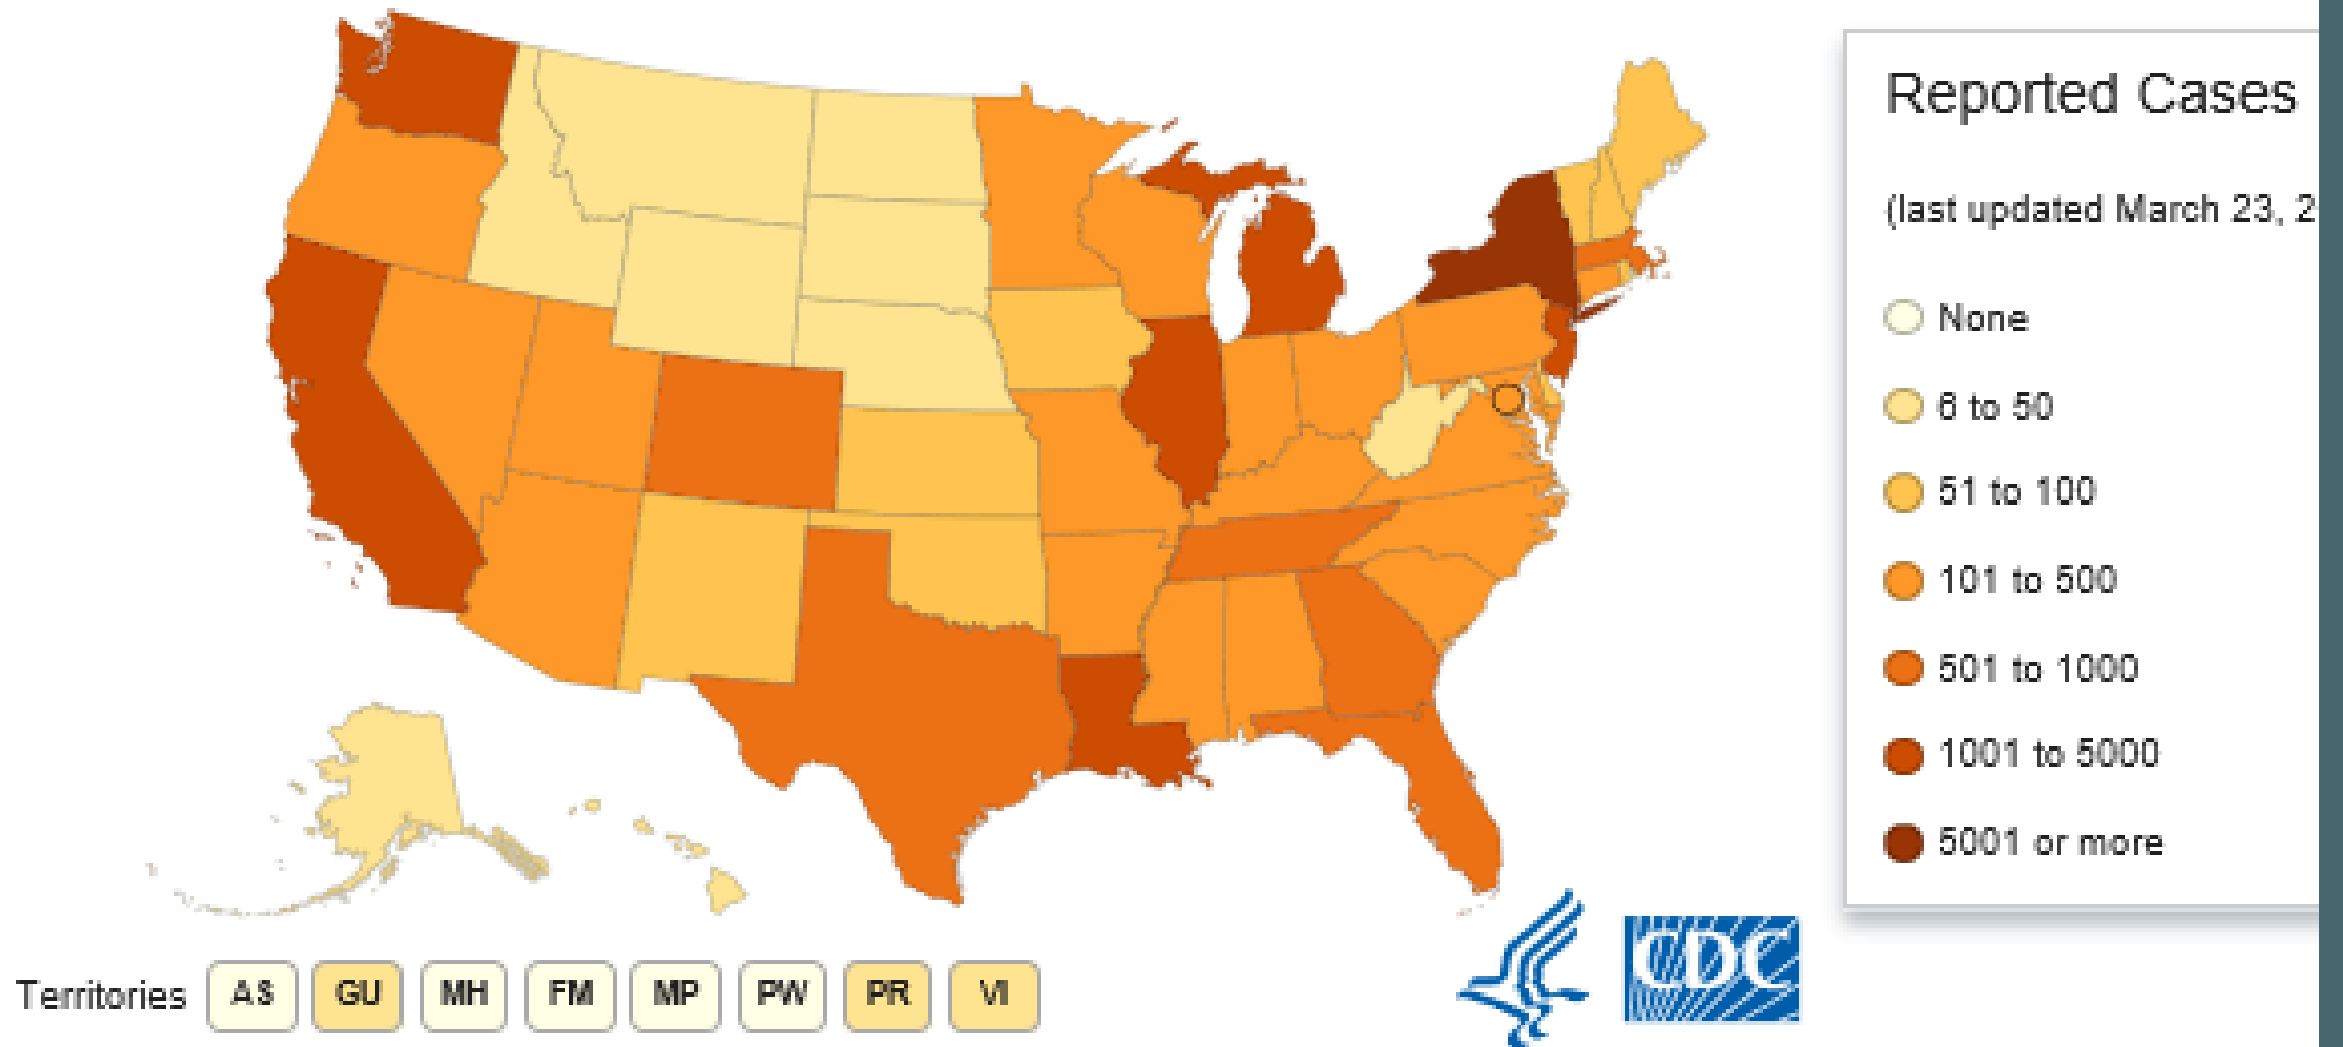 Reported Cases
(last updated March 23, 2
None
6 to 50
51 to 100
101 to 500
501 to 1000
1001 to 5000
5001 or more
CDC
Territories AS GU MH FM MP PW PR VI